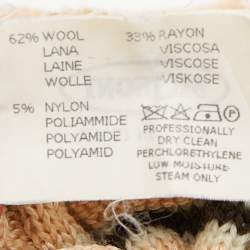 62% WOOL 33% RAYON
LANA VISCOSA
LAINE VISCOSE
WOLLE VISKOSE
5% NYLON
POLIAMMIDE
POLYAMIDE
POLYAMID
PROFESSIONALLY
DRY CLEAN
PERCHLORETHYLENE
LOW MOISTURE
STEAM ONLY